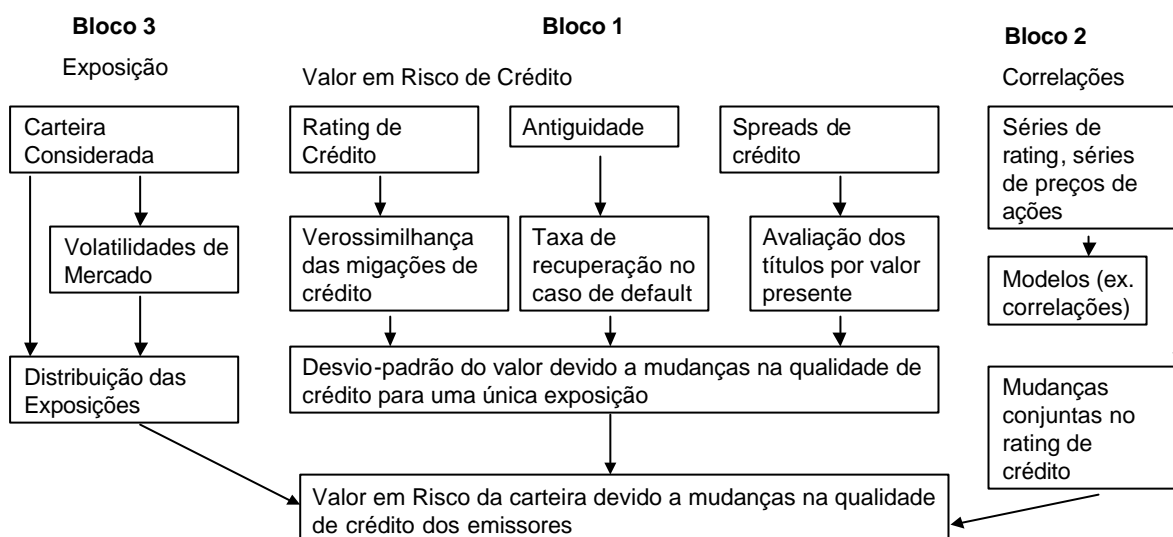 Bloco 3
Exposição
Carteira
Considerada
Volatilidades de
Mercado
Distribuição das
Exposições
Bloco 1
Valor em Risco de Crédito
Rating de
Crédito
Antiguidade
Spreads de
crédito
Verossimilhança
das migações de
crédito
Taxa de
recuperação no
caso de default
Avaliação dos
títulos por valor
presente
Desvio-padrão do valor devido a mudanças na qualidade de
crédito para uma única exposição
Valor em Risco da carteira devido a mudanças na qualidade
de crédito dos emissores
Bloco 2
Correlações
Séries de
rating, séries
de preços de
ações
Modelos (ex.
correlações)
Mudanças
conjuntas no
rating de
crédito